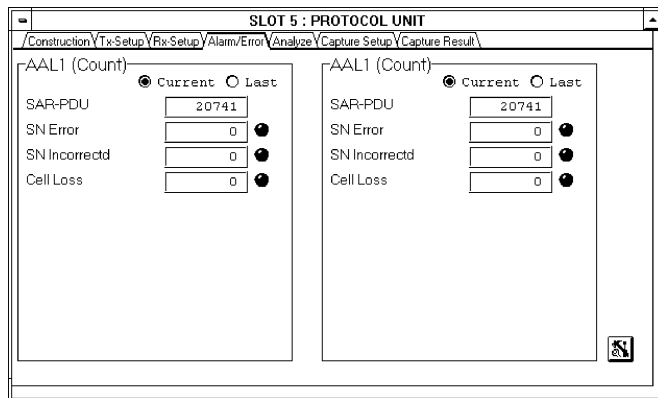 SLOT 5 : PROTOCOL UNIT
Construction Tx-Setup Rx-Setup Alarm/Error Analyze Capture Setup Capture Result
AAL1 (Count)
Current Last
SAR-PDU 20741
SN Error 0
SN Incorrectd 0
Cell Loss 0
AAL1 (Count)
Current Last
SAR-PDU 20741
SN Error 0
SN Incorrectd 0
Cell Loss 0